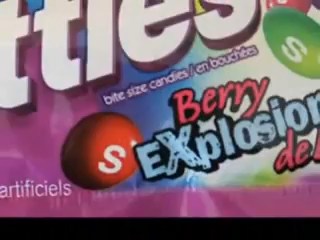 ttles
bite size candies / en bouchées
S
Berry
S
EXplosion
de
artificiels